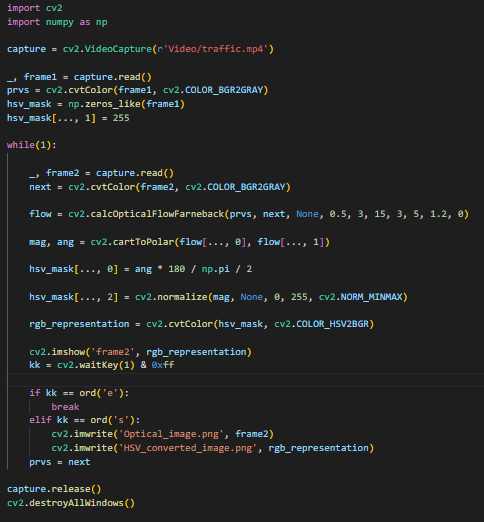 import cv2
import numpy as np
capture = cv2.VideoCapture(r'Video/traffic.mp4')
_, frame1 = capture.read()
prvs = cv2.cvtColor(frame1, cv2.COLOR_BGR2GRAY)
hsv_mask = np.zeros_like(frame1)
hsv_mask[..., 1] = 255
while(1):
    _, frame2 = capture.read()
    next = cv2.cvtColor(frame2, cv2.COLOR_BGR2GRAY)
    flow = cv2.calcOpticalFlowFarneback(prvs, next, None, 0.5, 3, 15, 3, 5, 1.2, 0)
    mag, ang = cv2.cartToPolar(flow[..., 0], flow[..., 1])
    hsv_mask[..., 0] = ang * 180 / np.pi / 2
    hsv_mask[..., 2] = cv2.normalize(mag, None, 0, 255, cv2.NORM_MINMAX)
    rgb_representation = cv2.cvtColor(hsv_mask, cv2.COLOR_HSV2BGR)
    cv2.imshow('frame2', rgb_representation)
    kk = cv2.waitKey(1) & 0xff
    if kk == ord('e'):
        break
    elif kk == ord('s'):
        cv2.imwrite('Optical_image.png', frame2)
        cv2.imwrite('HSV_converted_image.png', rgb_representation)
    prvs = next
capture.release()
cv2.destroyAllWindows()